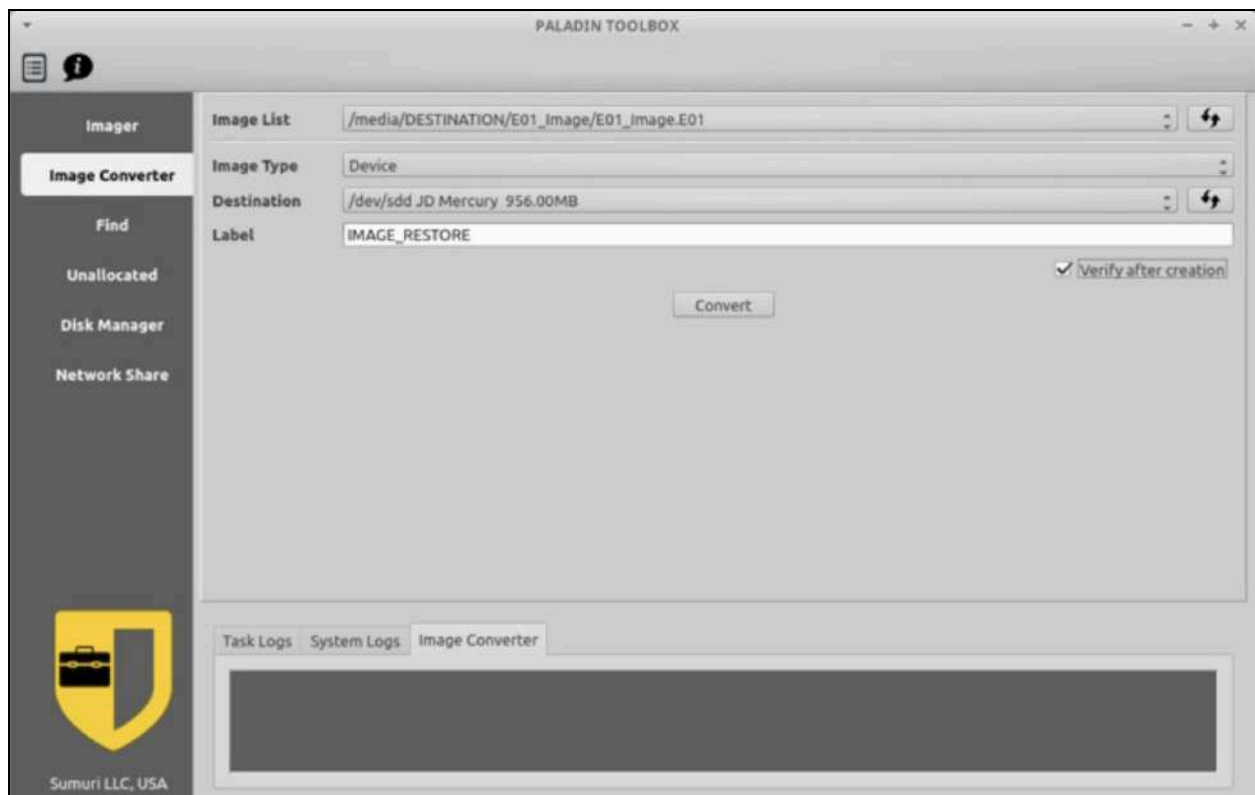 PALADIN TOOLBOX
Imager
Image Converter
Find
Unallocated
Disk Manager
Network Share
Image List /media/DESTINATION/E01_Image/E01_Image.E01
Image Type Device
Destination /dev/sdd JD Mercury 956.00MB
Label IMAGE_RESTORE
Verify after creation
Convert
Task Logs System Logs Image Converter
Sumuri LLC, USA